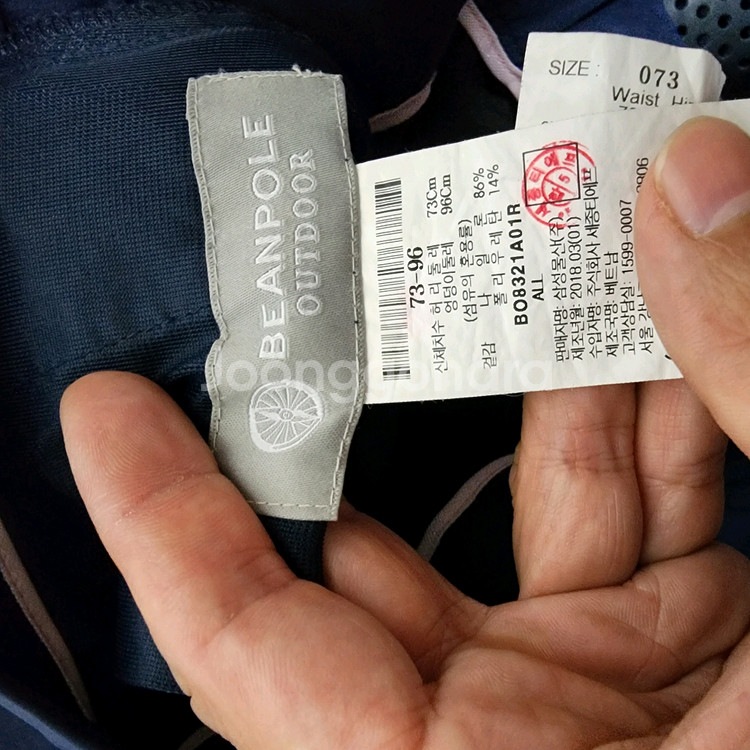 BEANPOLE
OUTDOOR
SIZE : 073
Waist
73-96
신체치수 허리둘레 73Cm
엉덩이둘레 96Cm
(섬유의 혼용률)
겉감 나일론 86%
폴리우레탄 14%
BO8321A01R
ALL
판매자명: 삼성물산(주)
제조년월: 2018.03(01)
수입자명: 주식회사 세종티에프
제조국명: 베트남
고객상담실: 1599-0007
서울
joonggonara